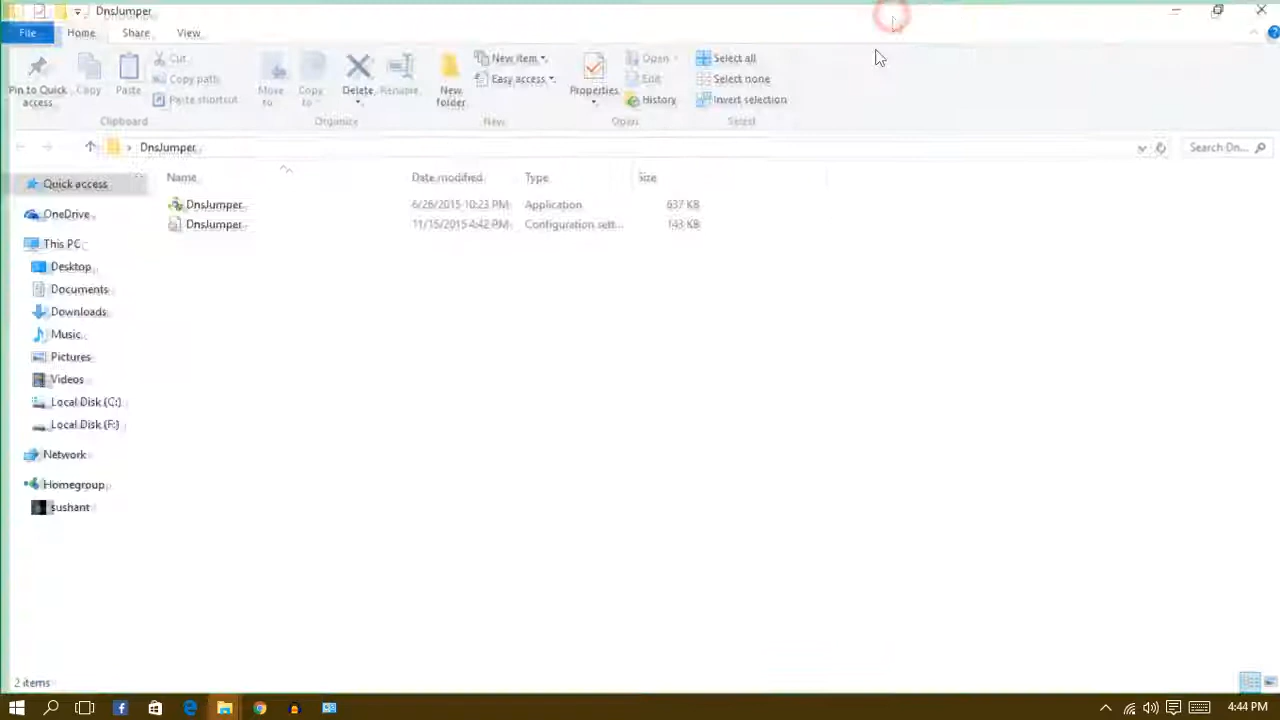 DnsJumper
File Home Share View
Pin to Quick access
Copy
Paste
Cut
Copy path
Paste shortcut
Clipboard
Move to
Copy to
Delete
Rename
Organize
New folder
New item
Easy access
New
Properties
Open
Edit
History
Open
Select all
Select none
Invert selection
Select
DnsJumper
Search Dn...
Name Date modified Type Size
DnsJumper 6/26/2015 10:23 PM Application 637 KB
DnsJumper 11/15/2015 4:42 PM Configuration sett... 143 KB
Quick access
OneDrive
This PC
Desktop
Documents
Downloads
Music
Pictures
Videos
Local Disk (C:)
Local Disk (F:)
Network
Homegroup
sushant
2 items
4:44 PM